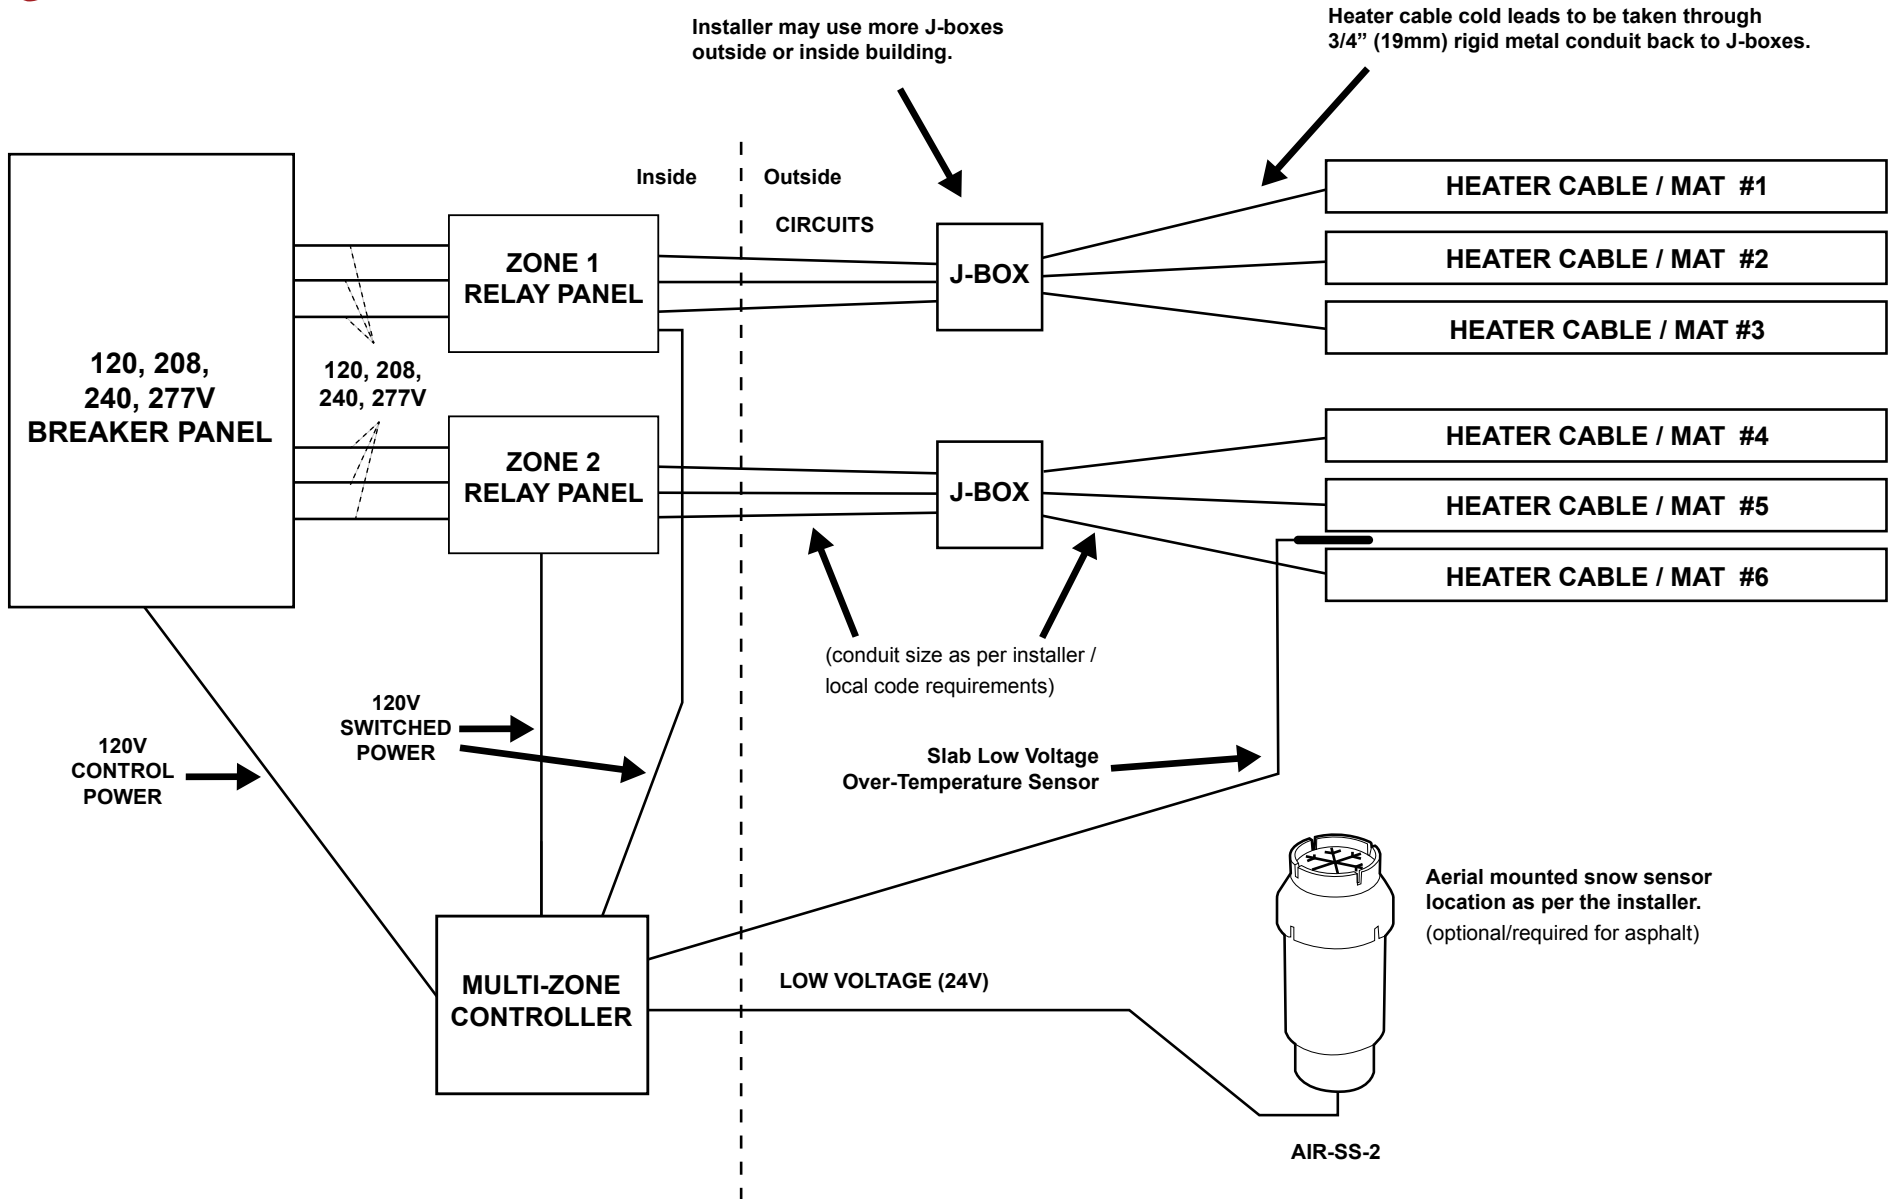 Installer may use more J-boxes
outside or inside building.
Heater cable cold leads to be taken through
3/4” (19mm) rigid metal conduit back to J-boxes.
Inside
Outside
CIRCUITS
120, 208,
240, 277V
BREAKER PANEL
120, 208,
240, 277V
ZONE 1
RELAY PANEL
J-BOX
HEATER CABLE / MAT #1
HEATER CABLE / MAT #2
HEATER CABLE / MAT #3
ZONE 2
RELAY PANEL
J-BOX
HEATER CABLE / MAT #4
HEATER CABLE / MAT #5
HEATER CABLE / MAT #6
(conduit size as per installer /
local code requirements)
120V
CONTROL
POWER
120V
SWITCHED
POWER
Slab Low Voltage
Over-Temperature Sensor
Aerial mounted snow sensor
location as per the installer.
(optional/required for asphalt)
MULTI-ZONE
CONTROLLER
LOW VOLTAGE (24V)
AIR-SS-2